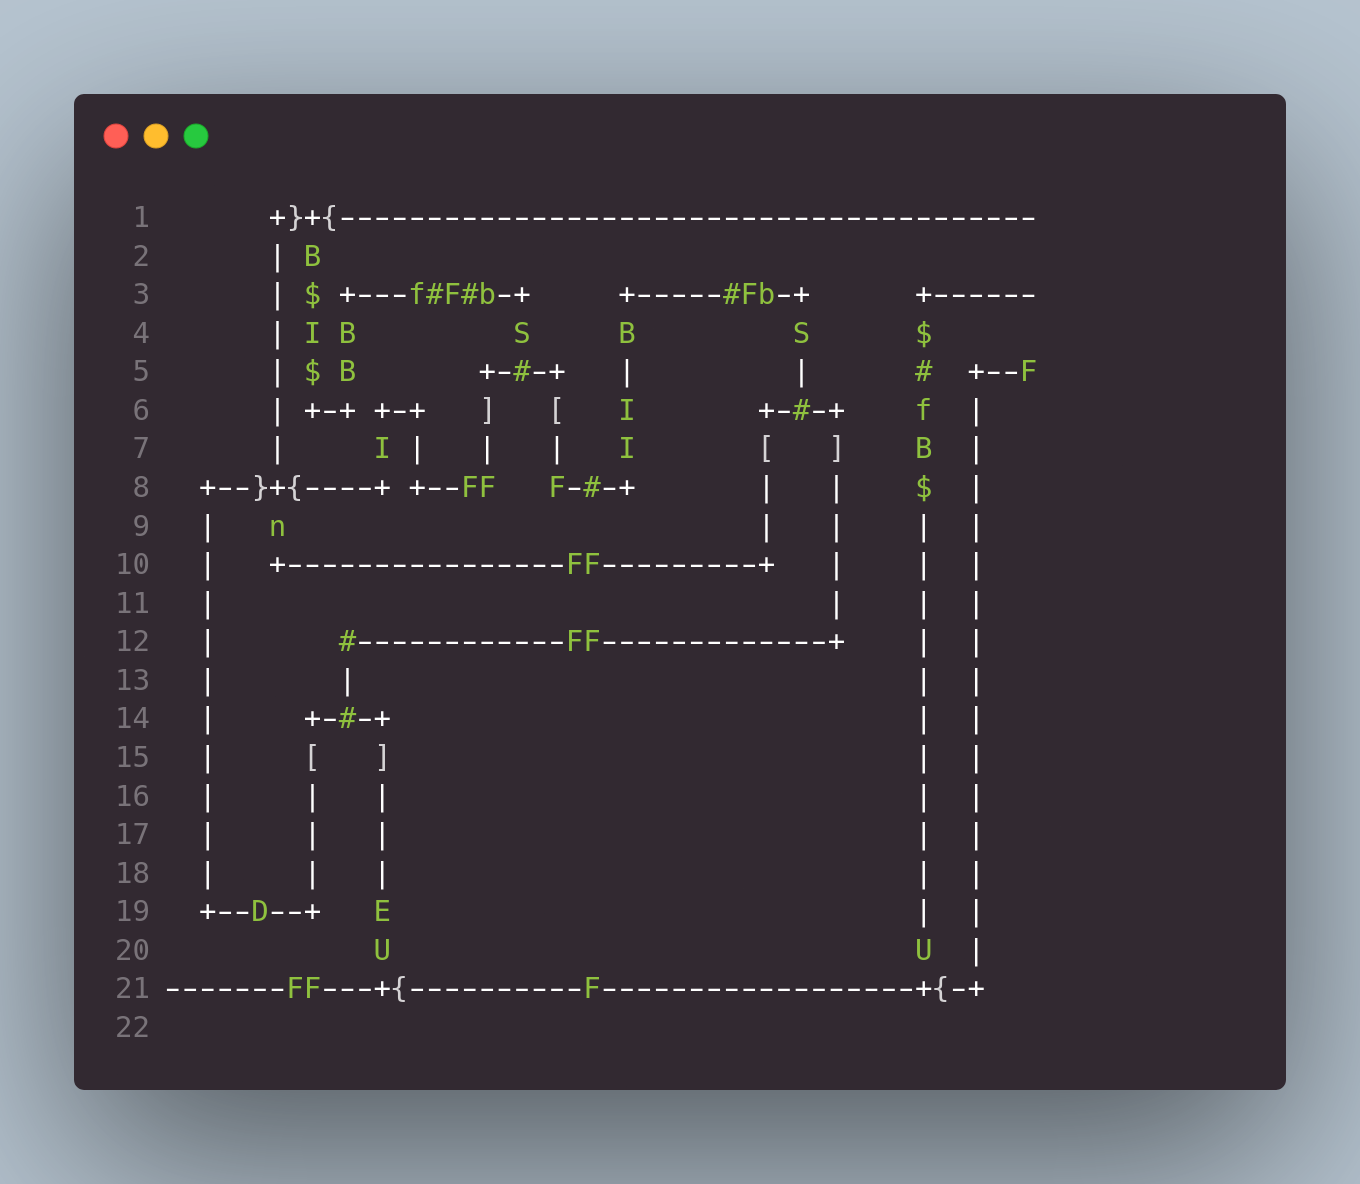 1       +}+{----------------------------------------
2       | B
3       | $ +---f#F#b-+     +-----#Fb-+      +------
4       | I B         S     B         S      $
5       | $ B       +-#-+   |         |      #  +--F
6       | +-+ +-+   ]   [   I       +-#-+    f  |
7       |     I |   |   |   I       [   ]    B  |
8   +--}+{----+ +--FF   F-#-+       |   |    $  |
9   |   n                           |   |    |  |
10   |   +----------------FF---------+   |    |  |
11   |                                   |    |  |
12   |       #------------FF-------------+    |  |
13   |       |                                |  |
14   |     +-#-+                              |  |
15   |     [   ]                              |  |
16   |     |   |                              |  |
17   |     |   |                              |  |
18   |     |   |                              |  |
19   +--D--+   E                              |  |
20             U                              U  |
21 -------FF---+{----------F------------------+{-+
22